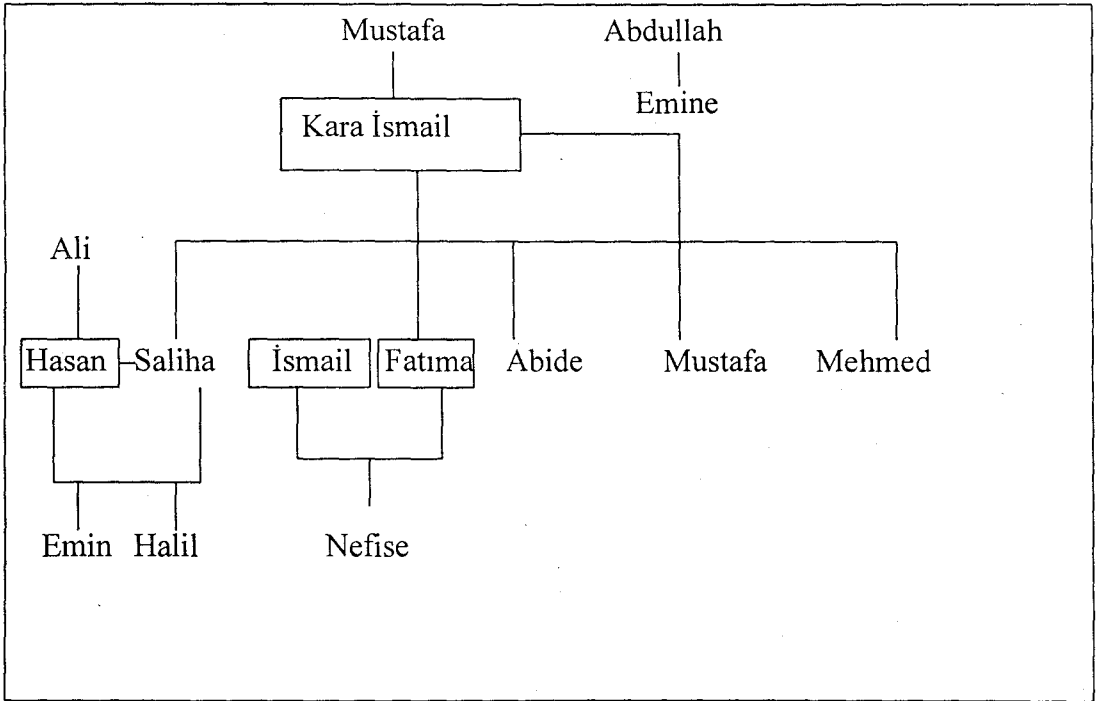 Mustafa Abdullah
Emine
Kara İsmail
Ali
Hasan Saliha İsmail Fatıma Abide Mustafa Mehmed
Emin Halil Nefise